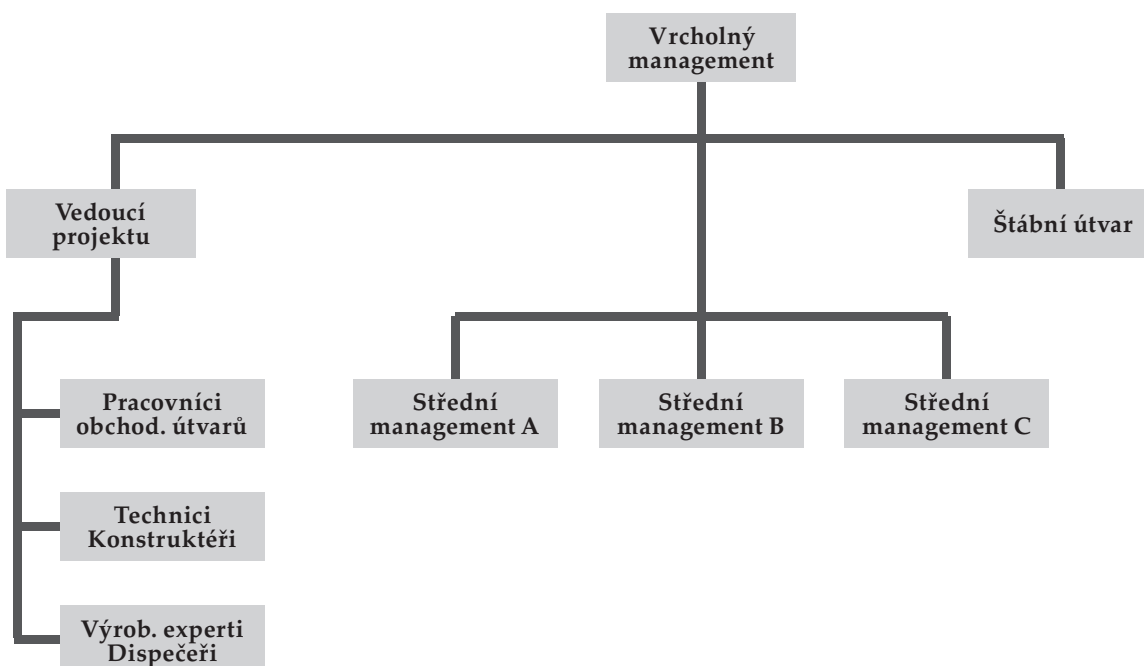 Vrcholný
management
Vedoucí
projektu
Štábní útvar
Pracovníci
obchod. útvarů
Střední
management A
Střední
management B
Střední
management C
Technici
Konstruktéři
Výrob. experti
Dispečeři